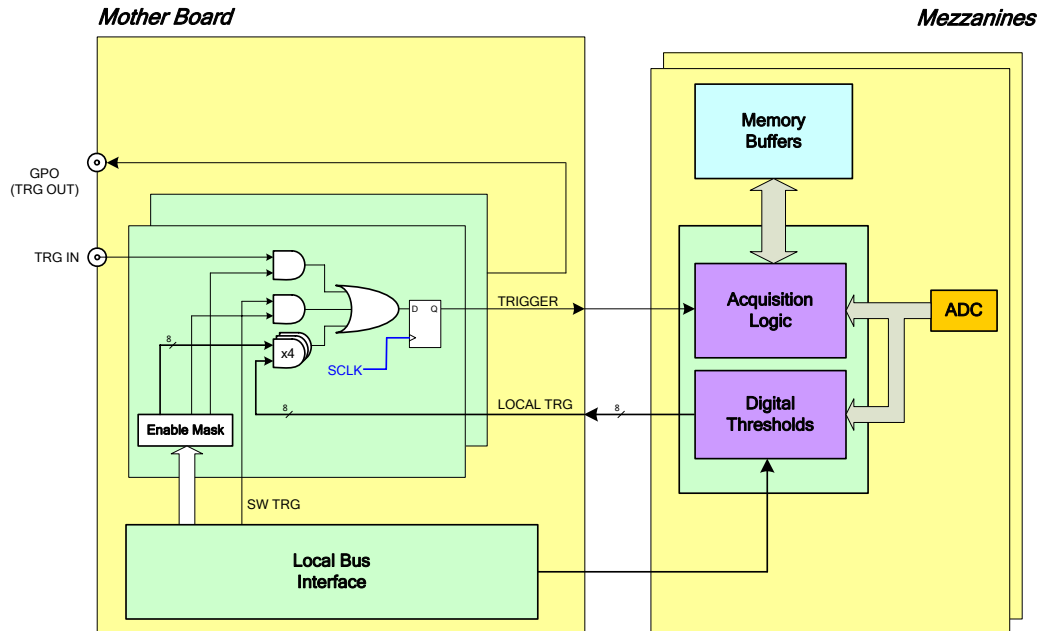 Mother Board
Mezzanines
Memory
Buffers
GPO
(TRG OUT)
TRG IN
TRIGGER
D Q
Acquisition
Logic
ADC
8
x4
SCLK
LOCAL TRG
8
8
Digital
Thresholds
Enable Mask
SW TRG
Local Bus
Interface